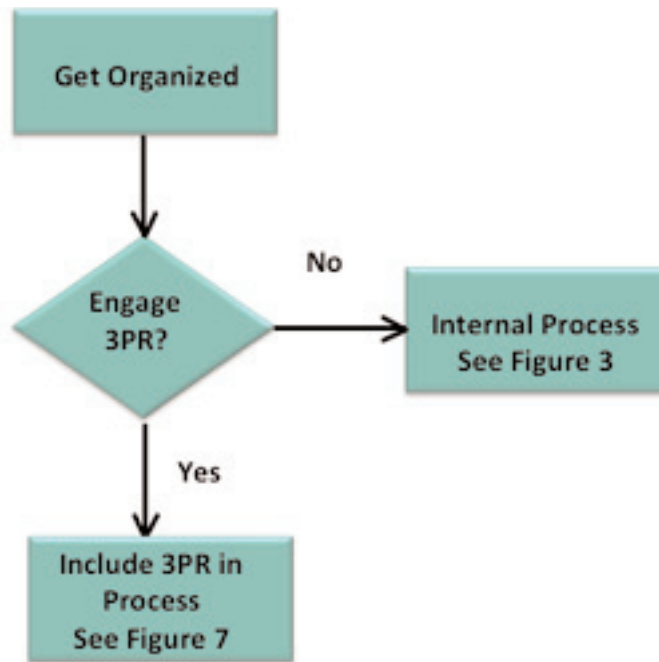 Get Organized
Engage
3PR?
No
Internal Process
See Figure 3
Yes
Include 3PR in
Process
See Figure 7